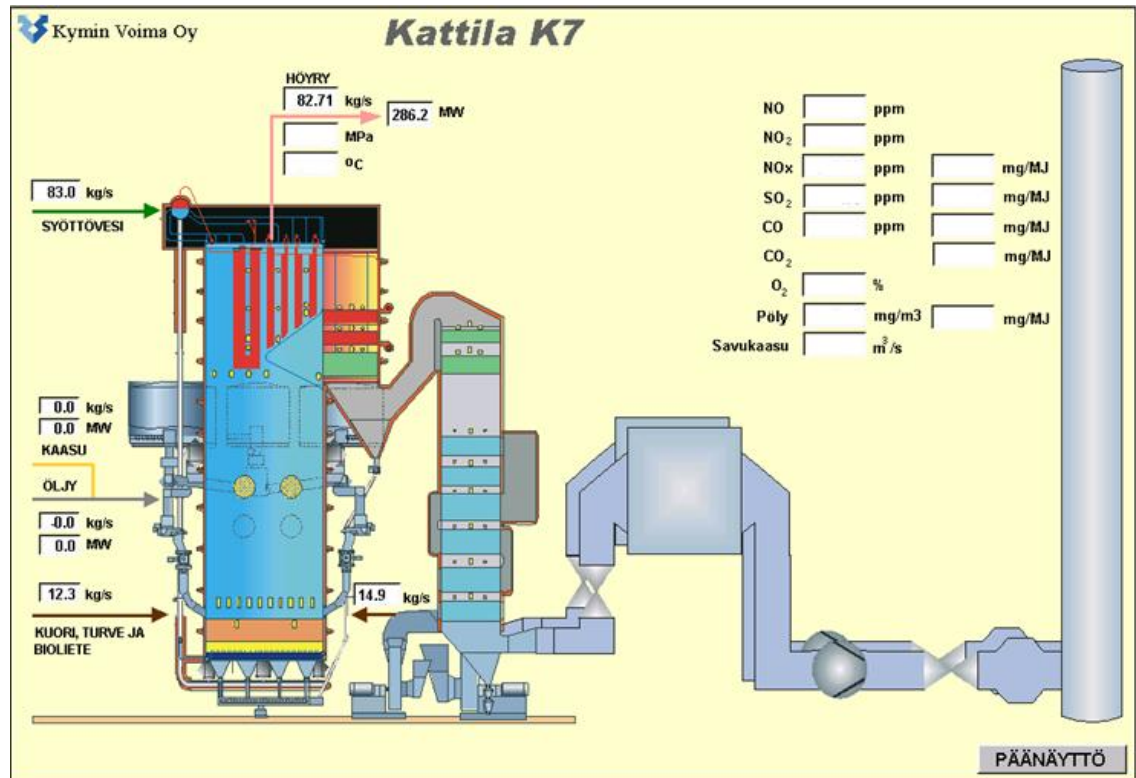 Kymin Voima Oy
Kattila K7
HÖYRY
82.71 kg/s
286.2 MW
MPa
°C
83.0 kg/s
SYÖTTÖVESI
0.0 kg/s
0.0 MW
KAASU
ÖLJY
-0.0 kg/s
0.0 MW
12.3 kg/s
14.9 kg/s
KUORI, TURVE JA
BIOLIETE
NO ppm
NO₂ ppm
NOx ppm mg/MJ
SO₂ ppm mg/MJ
CO ppm mg/MJ
CO₂ mg/MJ
O₂ %
Pöly mg/m3 mg/MJ
Savukaasu m³/s
PÄÄNÄYTTÖ